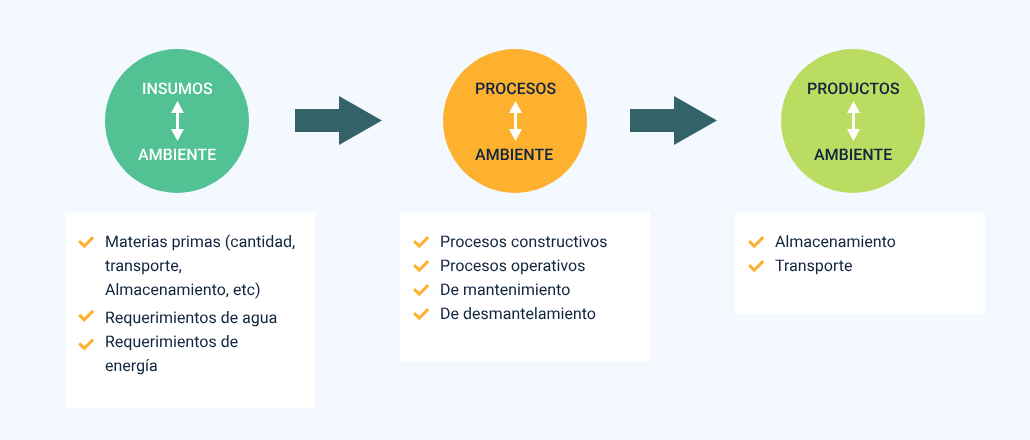 INSUMOS
AMBIENTE
Materias primas (cantidad,
transporte,
Almacenamiento, etc)
Requerimientos de agua
Requerimientos de
energía
PROCESOS
AMBIENTE
Procesos constructivos
Procesos operativos
De mantenimiento
De desmantelamiento
PRODUCTOS
AMBIENTE
Almacenamiento
Transporte